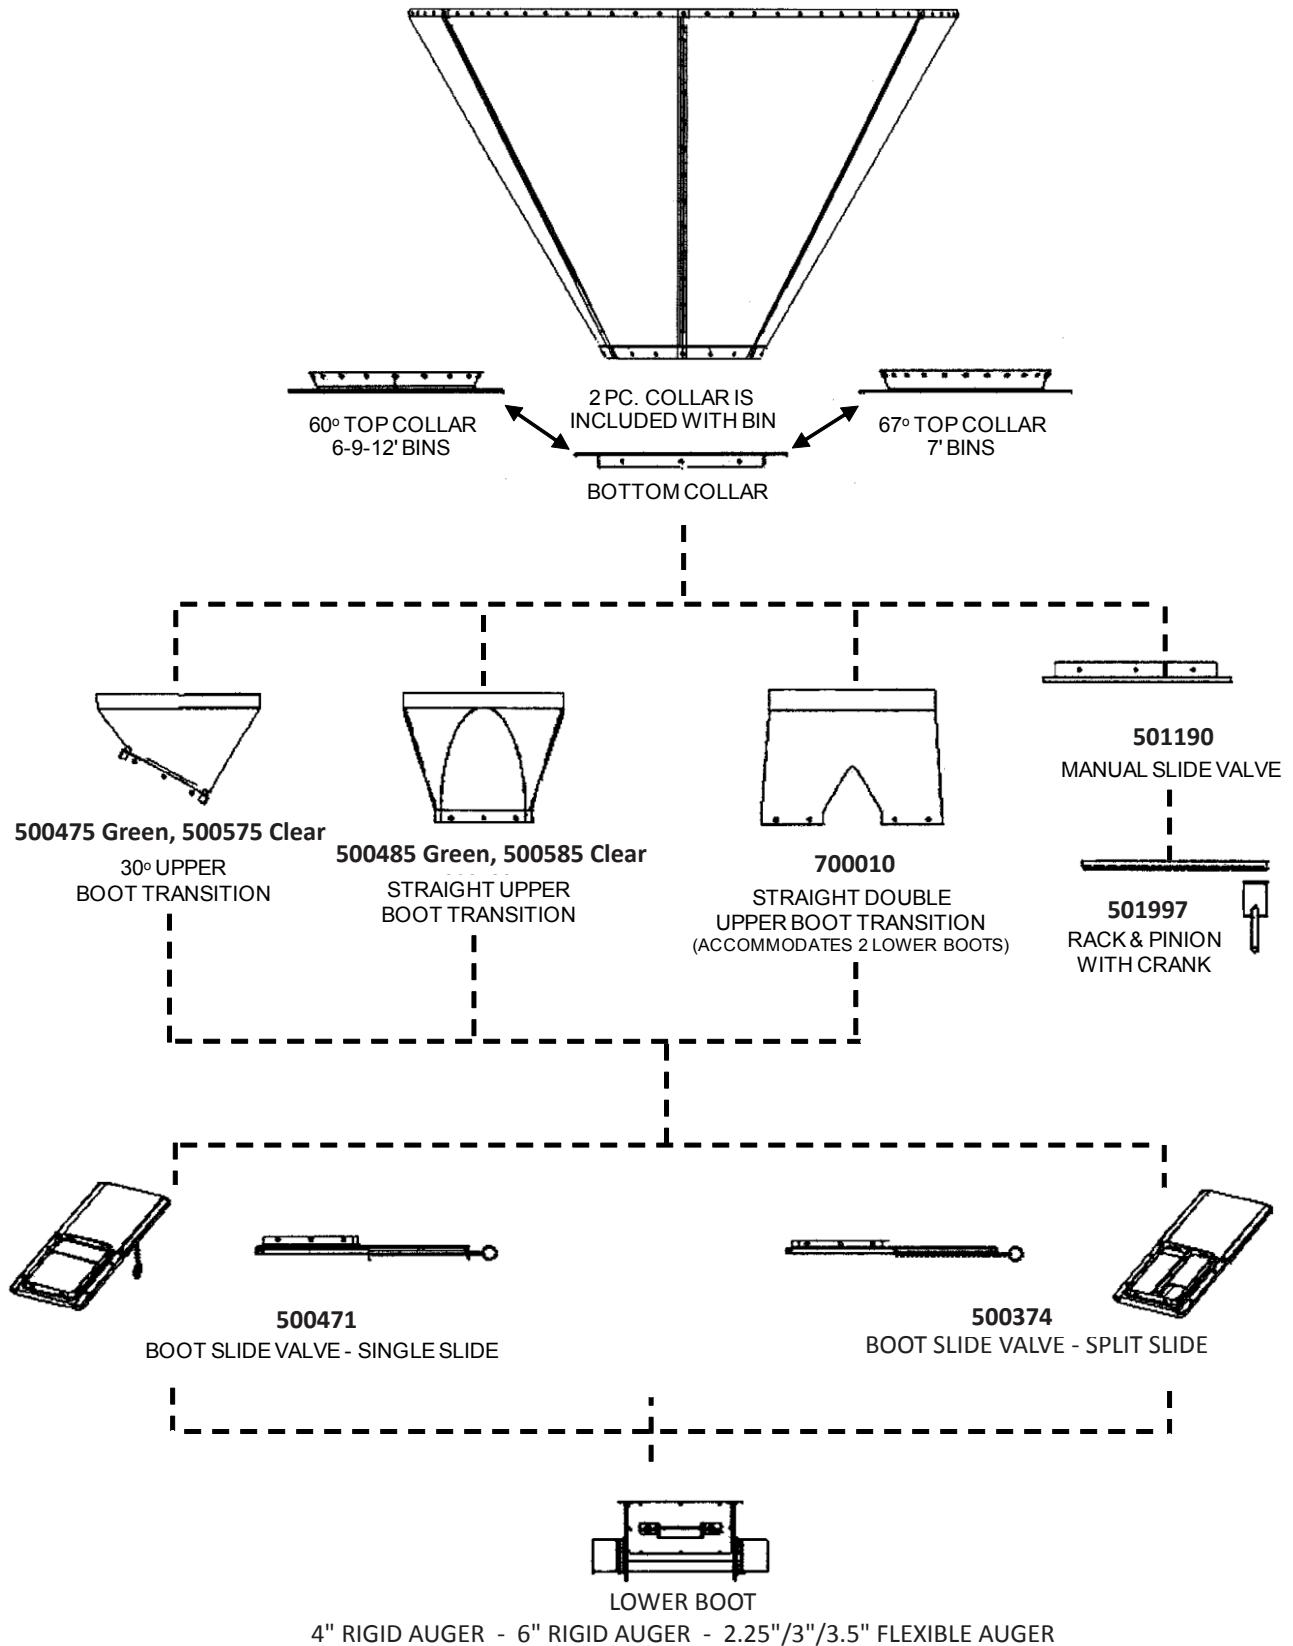 2 PC. COLLAR IS
INCLUDED WITH BIN
60° TOP COLLAR
6-9-12' BINS
67° TOP COLLAR
7' BINS
BOTTOM COLLAR
500475 Green, 500575 Clear
30° UPPER
BOOT TRANSITION
500485 Green, 500585 Clear
STRAIGHT UPPER
BOOT TRANSITION
700010
STRAIGHT DOUBLE
UPPER BOOT TRANSITION
(ACCOMMODATES 2 LOWER BOOTS)
501190
MANUAL SLIDE VALVE
501997
RACK & PINION
WITH CRANK
500471
BOOT SLIDE VALVE - SINGLE SLIDE
500374
BOOT SLIDE VALVE - SPLIT SLIDE
LOWER BOOT
4" RIGID AUGER - 6" RIGID AUGER - 2.25"/3"/3.5" FLEXIBLE AUGER